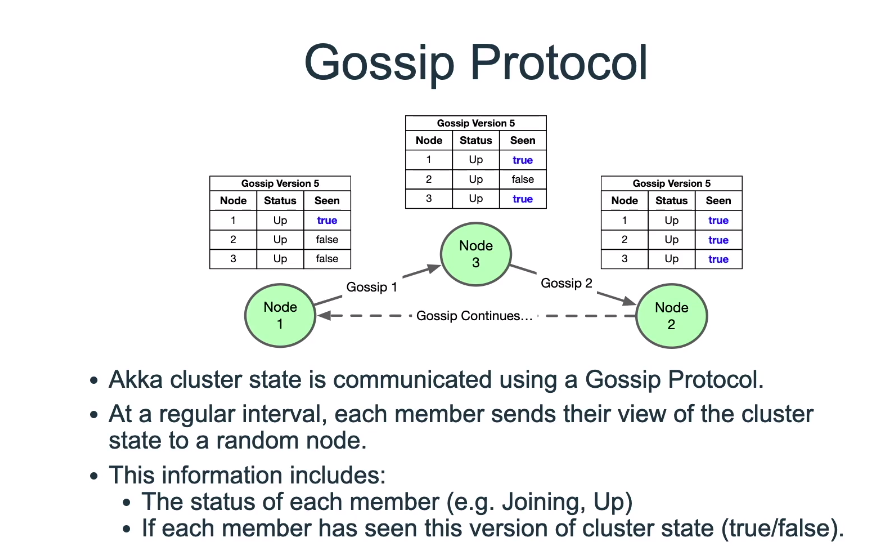 Gossip Protocol
Gossip Version 5
Node Status Seen
1 Up true
2 Up false
3 Up true
Gossip Version 5
Node Status Seen
1 Up true
2 Up false
3 Up false
Gossip Version 5
Node Status Seen
1 Up true
2 Up true
3 Up true
Node
3
Gossip 1
Gossip 2
Node
1
Gossip Continues...
Node
2
• Akka cluster state is communicated using a Gossip Protocol.
• At a regular interval, each member sends their view of the cluster
state to a random node.
• This information includes:
• The status of each member (e.g. Joining, Up)
• If each member has seen this version of cluster state (true/false).